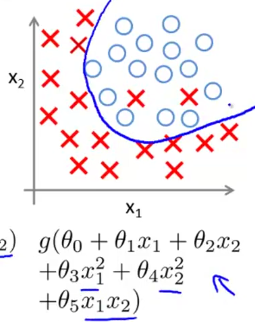 x₂
x₁
₂) g(θ₀ + θ₁x₁ + θ₂x₂
+θ₃x₁² + θ₄x₂²
+θ₅x₁x₂)